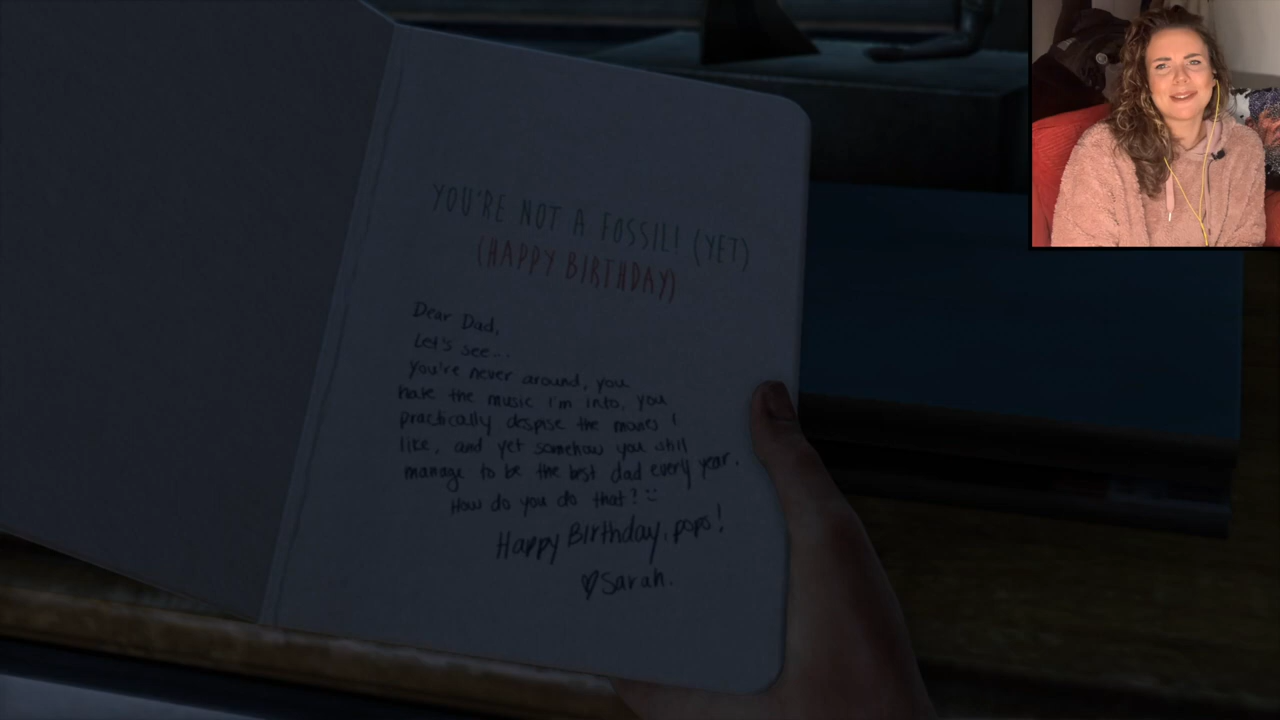 YOU'RE NOT A FOSSIL! (YET)
(HAPPY BIRTHDAY)
Dear Dad,
Let's see...
You're never around, you
hate the music I'm into, you
practically despise the movies I
like, and yet somehow you still
manage to be the best dad every year.
How do you do that? :)
Happy Birthday, papa!
♡Sarah.